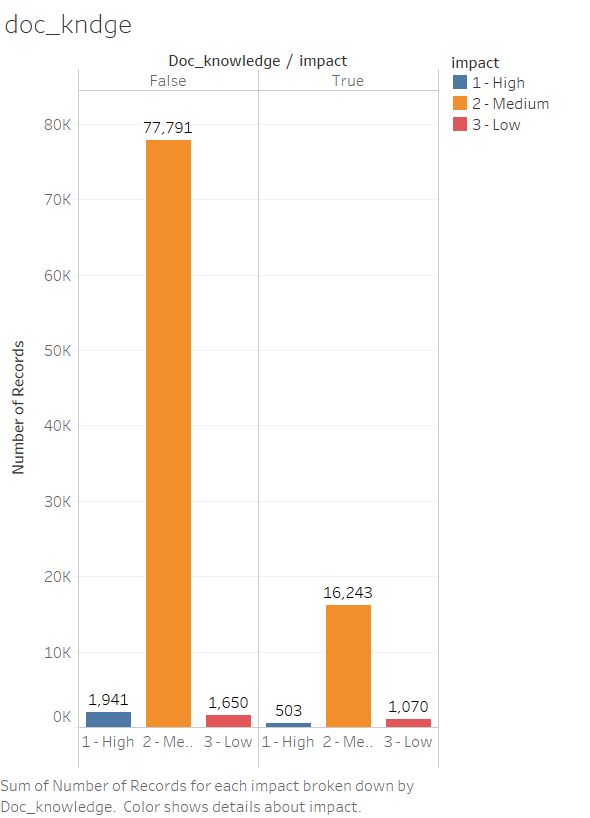 doc_kndge
Doc_knowledge / impact
False True
impact
1 - High
2 - Medium
3 - Low
80K
70K
60K
50K
40K
30K
20K
10K
0K
Number of Records
77,791
1,941
1,650
16,243
503
1,070
1 - High 2 - Me.. 3 - Low 1 - High 2 - Me.. 3 - Low
Sum of Number of Records for each impact broken down by
Doc_knowledge. Color shows details about impact.